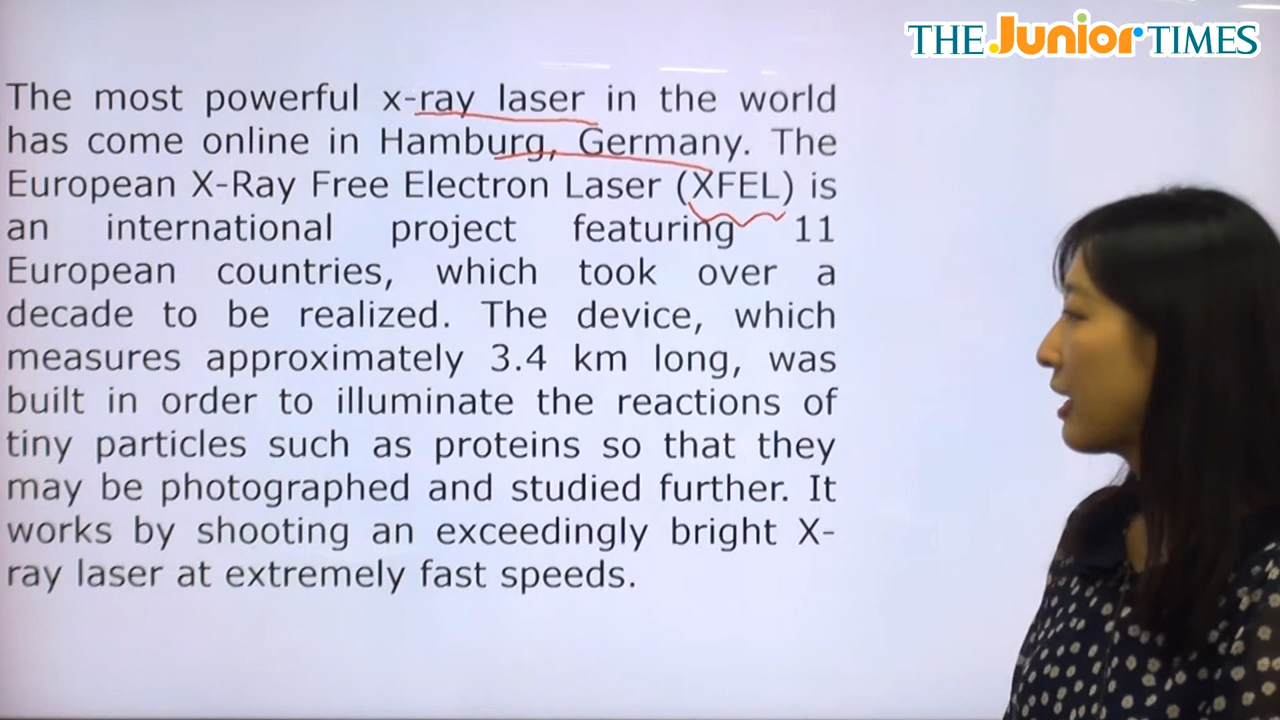 THE Junior TIMES
The most powerful x-ray laser in the world
has come online in Hamburg, Germany. The
European X-Ray Free Electron Laser (XFEL) is
an international project featuring 11
European countries, which took over a
decade to be realized. The device, which
measures approximately 3.4 km long, was
built in order to illuminate the reactions of
tiny particles such as proteins so that they
may be photographed and studied further. It
works by shooting an exceedingly bright X-
ray laser at extremely fast speeds.